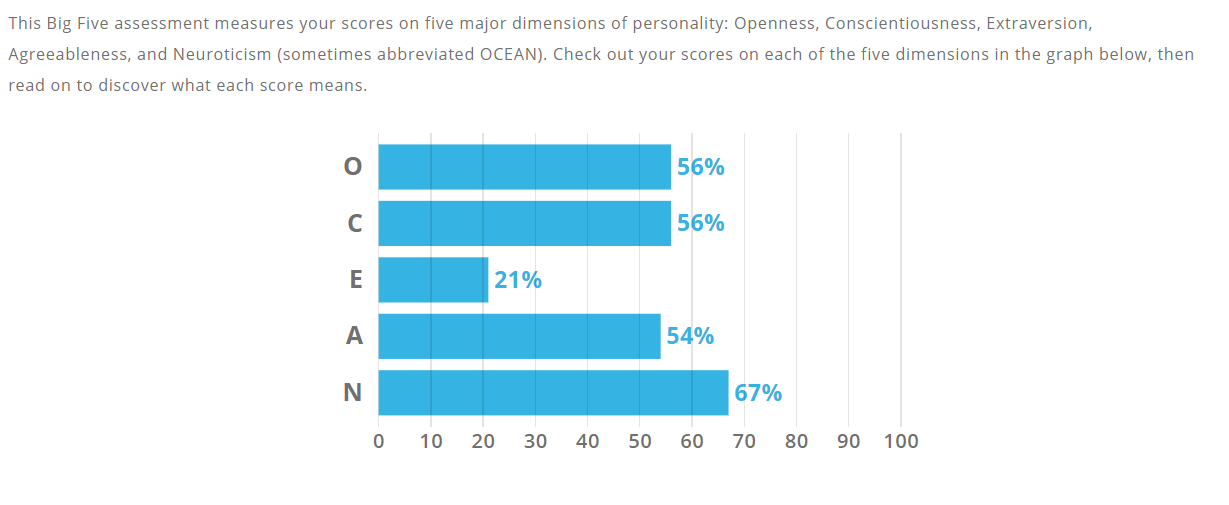 This Big Five assessment measures your scores on five major dimensions of personality: Openness, Conscientiousness, Extraversion,
Agreeableness, and Neuroticism (sometimes abbreviated OCEAN). Check out your scores on each of the five dimensions in the graph below, then
read on to discover what each score means.
O 56%
C 56%
E 21%
A 54%
N 67%
0 10 20 30 40 50 60 70 80 90 100